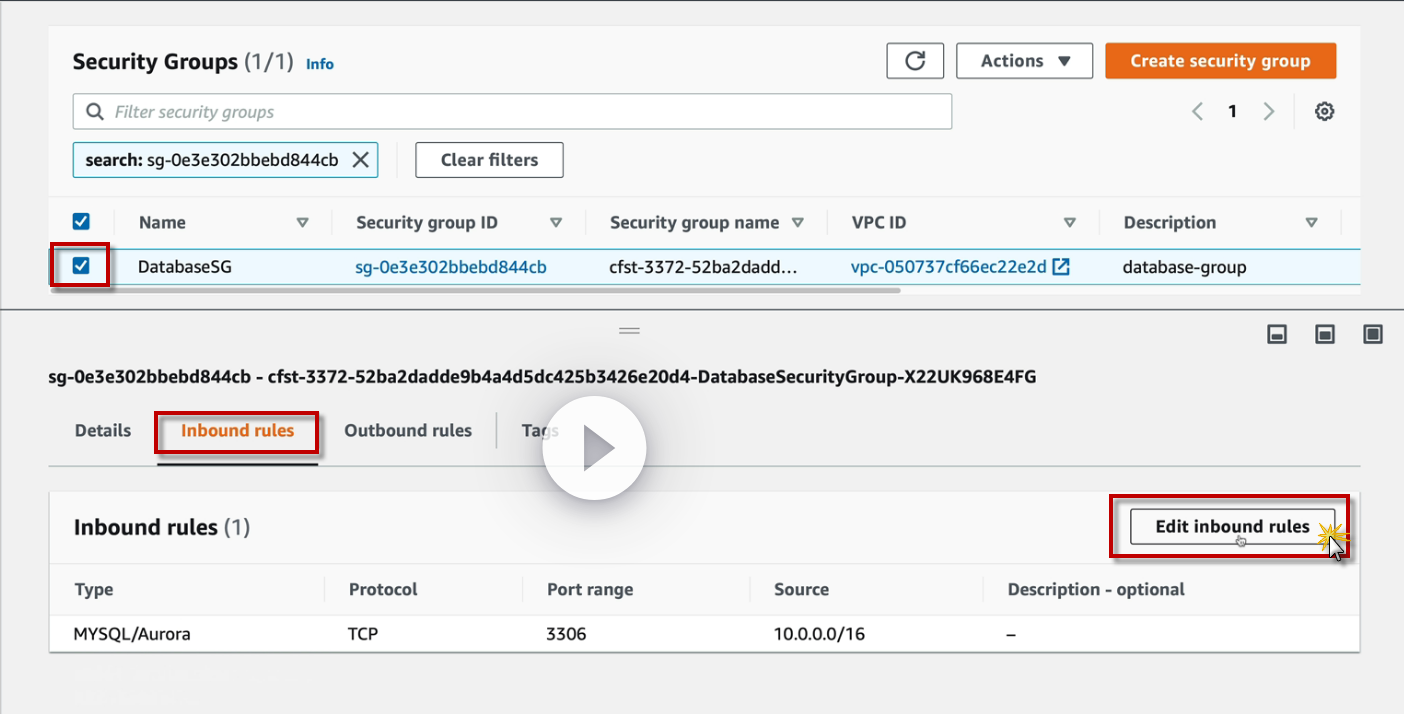 Security Groups (1/1) Info Actions Create security group
Filter security groups 1
search: sg-0e3e302bbebd844cb Clear filters
Name Security group ID Security group name VPC ID Description
DatabaseSG sg-0e3e302bbebd844cb cfst-3372-52ba2dadd... vpc-050737cf66ec22e2d database-group
sg-0e3e302bbebd844cb - cfst-3372-52ba2dadde9b4a4d5dc425b3426e20d4-DatabaseSecurityGroup-X22UK968E4FG
Details Inbound rules Outbound rules Tags
Inbound rules (1) Edit inbound rules
Type Protocol Port range Source Description - optional
MYSQL/Aurora TCP 3306 10.0.0.0/16 –